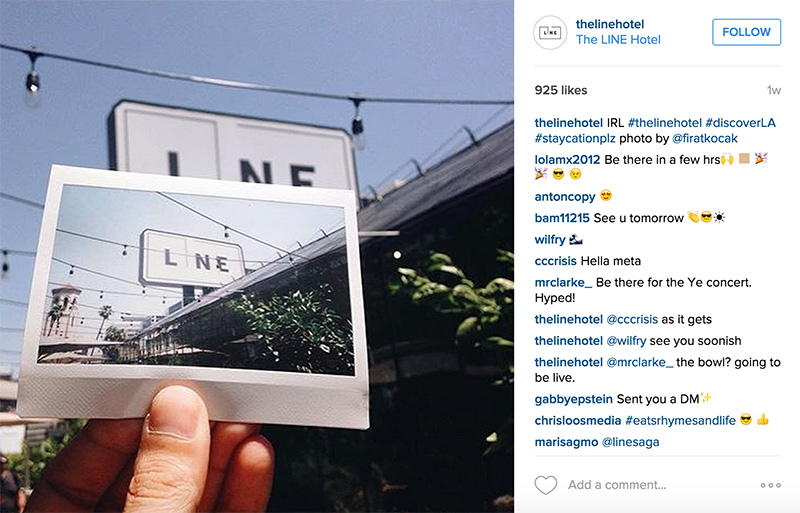 LINE
LINE
LINE
thelinehotel
The LINE Hotel
FOLLOW
925 likes
1w
thelinehotel IRL #thelinehotel #discoverLA
#staycationplz photo by @firatkocak
lolamx2012 Be there in a few hrs🙌🏼🎉
🎉😎😌
antoncopy 😍
bam11215 See u tomorrow 👏😎☀
wilfry 🌬
cccrisis Hella meta
mrclarke_ Be there for the Ye concert.
Hyped!
thelinehotel @cccrisis as it gets
thelinehotel @wilfry see you soonish
thelinehotel @mrclarke_ the bowl? going to
be live.
gabbyepstein Sent you a DM✨
chrisloosmedia #eatsrhymesandlife 😎 👍
marisagmo @linesaga
Add a comment...